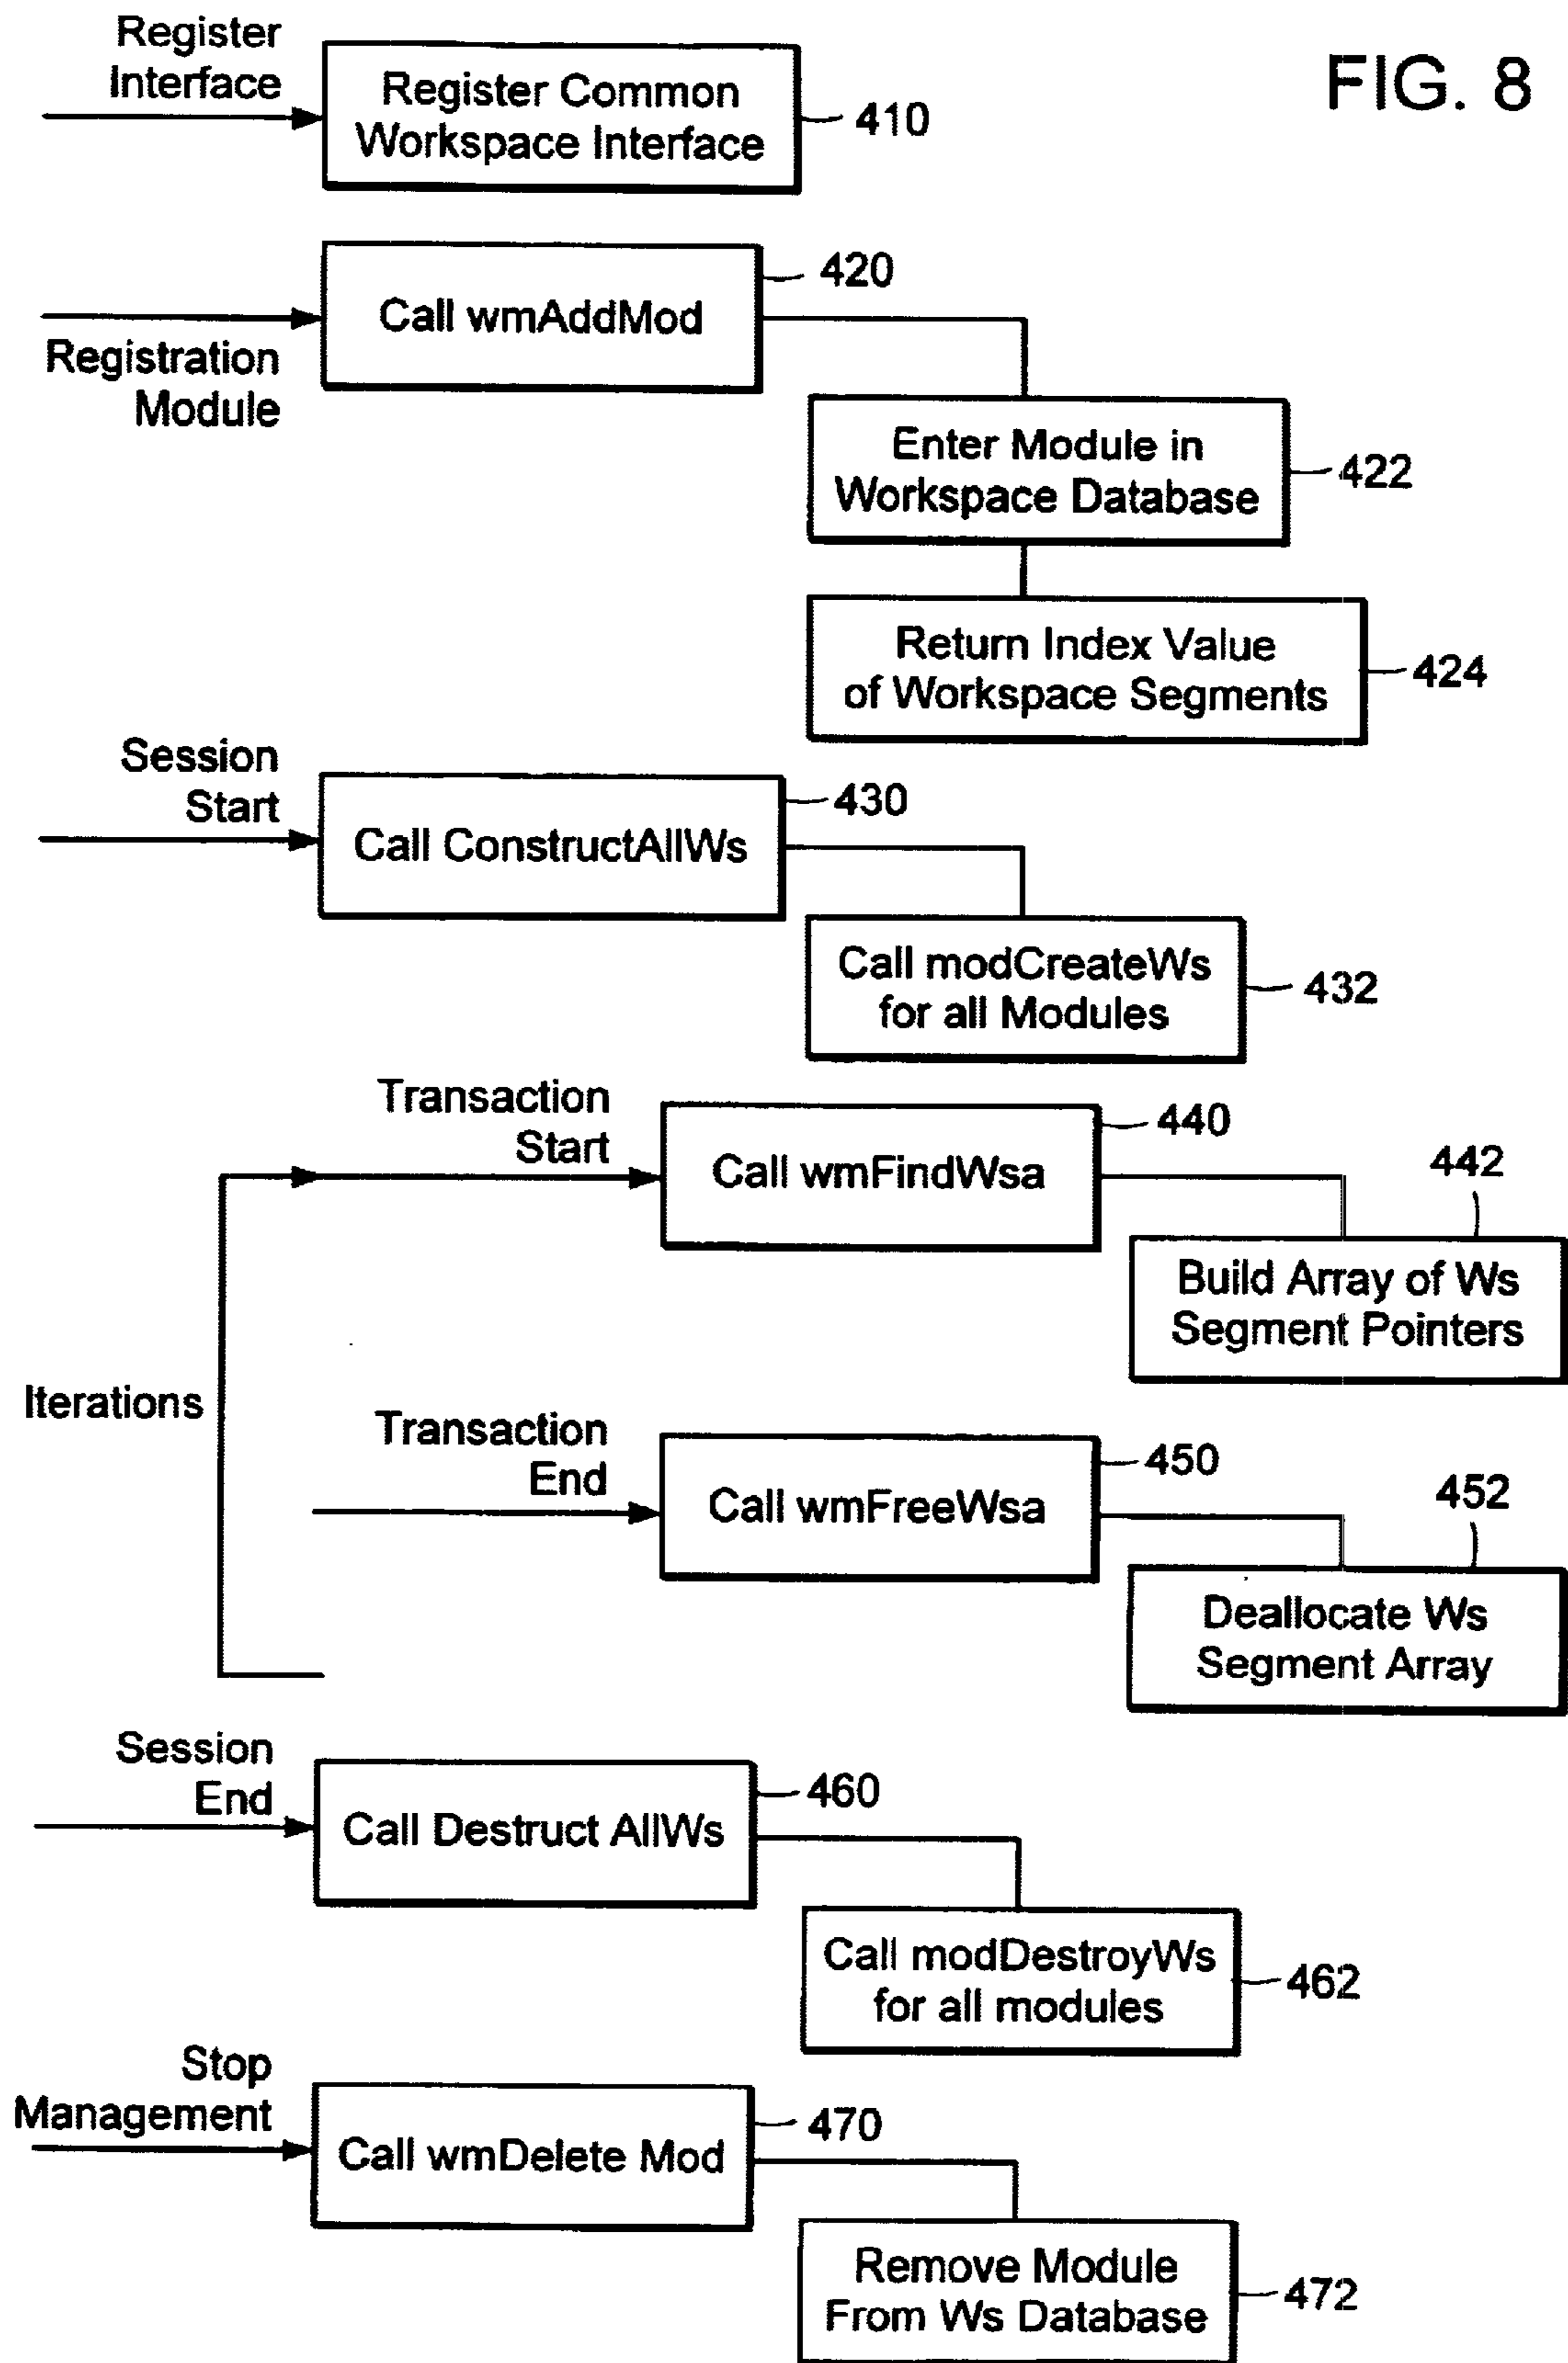 FIG. 8
Register
Interface
Register Common
Workspace Interface
410
Registration
Module
Call wmAddMod
420
Enter Module in
Workspace Database
422
Return Index Value
of Workspace Segments
424
Session
Start
Call ConstructAllWs
430
Call modCreateWs
for all Modules
432
Iterations
Transaction
Start
Call wmFindWsa
440
442
Build Array of Ws
Segment Pointers
Transaction
End
Call wmFreeWsa
450
452
Deallocate Ws
Segment Array
Session
End
Call Destruct AllWs
460
Call modDestroyWs
for all modules
462
Stop
Management
Call wmDelete Mod
470
Remove Module
From Ws Database
472